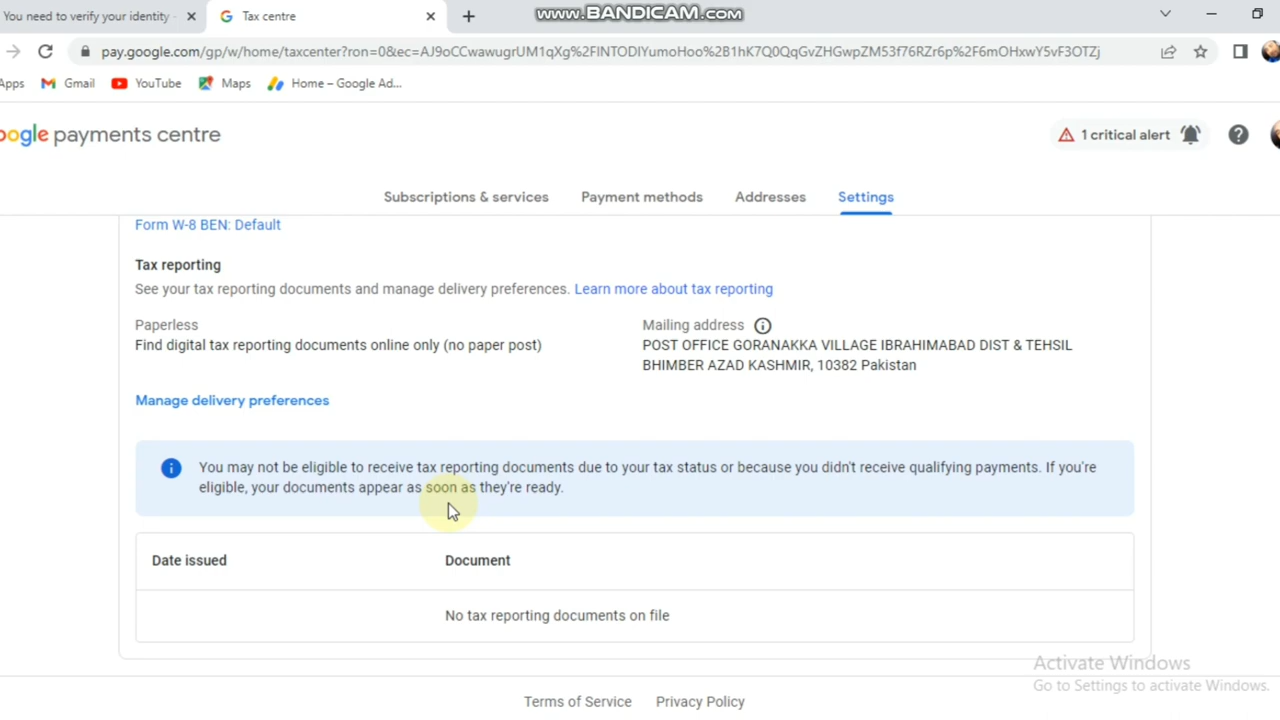 You need to verify your identity
Tax centre
www.BANDICAM.com
pay.google.com/gp/w/home/taxcenter?ron=0&ec=AJ9oCCwawugrUM1qXg%2FINTODIYumoHoo%2B1hK7Q0QqGvZHGwpZM53f76RZr6p%2F6mOHxwY5vF3OTZj
Apps
Gmail
YouTube
Maps
Home – Google Ad...
oogle payments centre
1 critical alert
Subscriptions & services
Payment methods
Addresses
Settings
Form W-8 BEN: Default
Tax reporting
See your tax reporting documents and manage delivery preferences. Learn more about tax reporting
Paperless
Find digital tax reporting documents online only (no paper post)
Mailing address
POST OFFICE GORANAKKA VILLAGE IBRAHIMABAD DIST & TEHSIL
BHIMBER AZAD KASHMIR, 10382 Pakistan
Manage delivery preferences
You may not be eligible to receive tax reporting documents due to your tax status or because you didn't receive qualifying payments. If you're
eligible, your documents appear as soon as they're ready.
Date issued
Document
No tax reporting documents on file
Activate Windows
Go to Settings to activate Windows.
Terms of Service
Privacy Policy